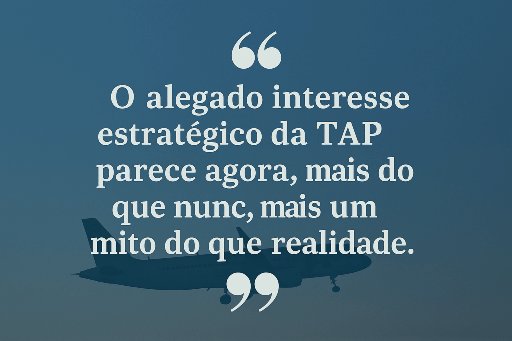 “
O alegado interesse
estratégico da TAP
parece agora, mais do
que nunc, mais um
mito do que realidade.
”